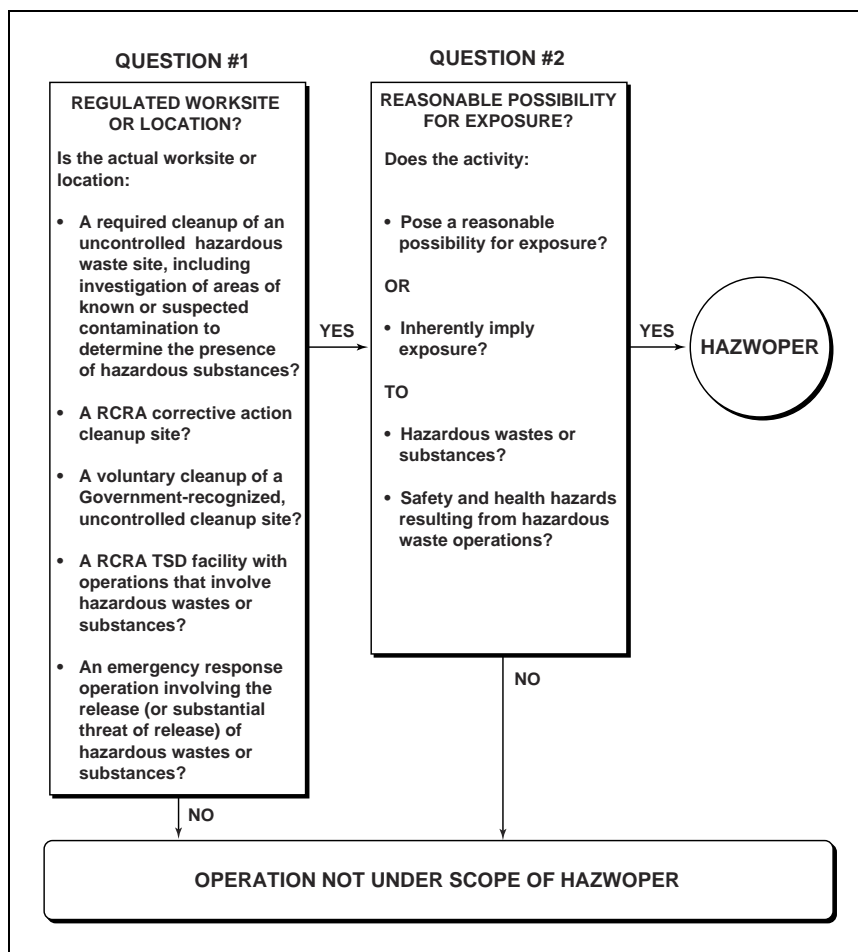 QUESTION #1
REGULATED WORKSITE
OR LOCATION?
Is the actual worksite or
location:
• A required cleanup of an
uncontrolled hazardous
waste site, including
investigation of areas of
known or suspected
contamination to
determine the presence
of hazardous substances?
• A RCRA corrective action
cleanup site?
• A voluntary cleanup of a
Government-recognized,
uncontrolled cleanup site?
• A RCRA TSD facility with
operations that involve
hazardous wastes or
substances?
• An emergency response
operation involving the
release (or substantial
threat of release) of
hazardous wastes or
substances?
YES
NO
QUESTION #2
REASONABLE POSSIBILITY
FOR EXPOSURE?
Does the activity:
• Pose a reasonable
possibility for exposure?
OR
• Inherently imply
exposure?
TO
• Hazardous wastes or
substances?
• Safety and health hazards
resulting from hazardous
waste operations?
YES
NO
HAZWOPER
OPERATION NOT UNDER SCOPE OF HAZWOPER